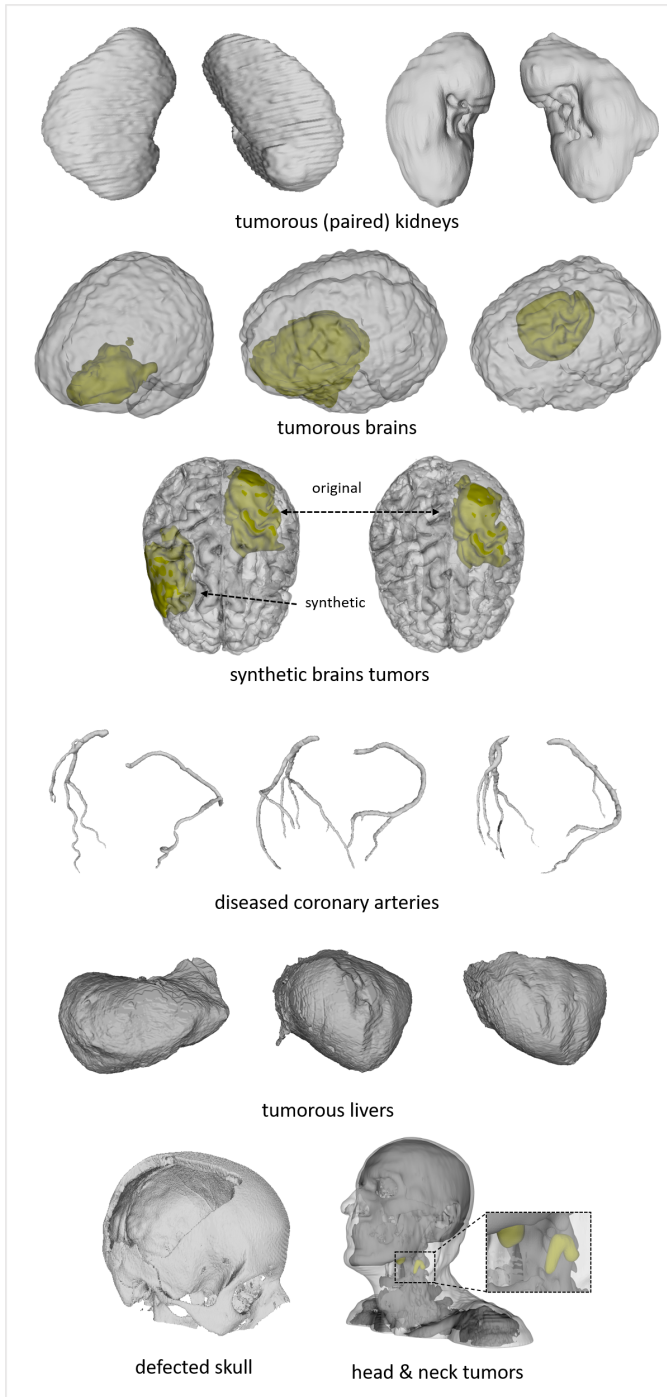 tumorous (paired) kidneys
tumorous brains
original
synthetic
synthetic brains tumors
diseased coronary arteries
tumorous livers
defected skull
head & neck tumors